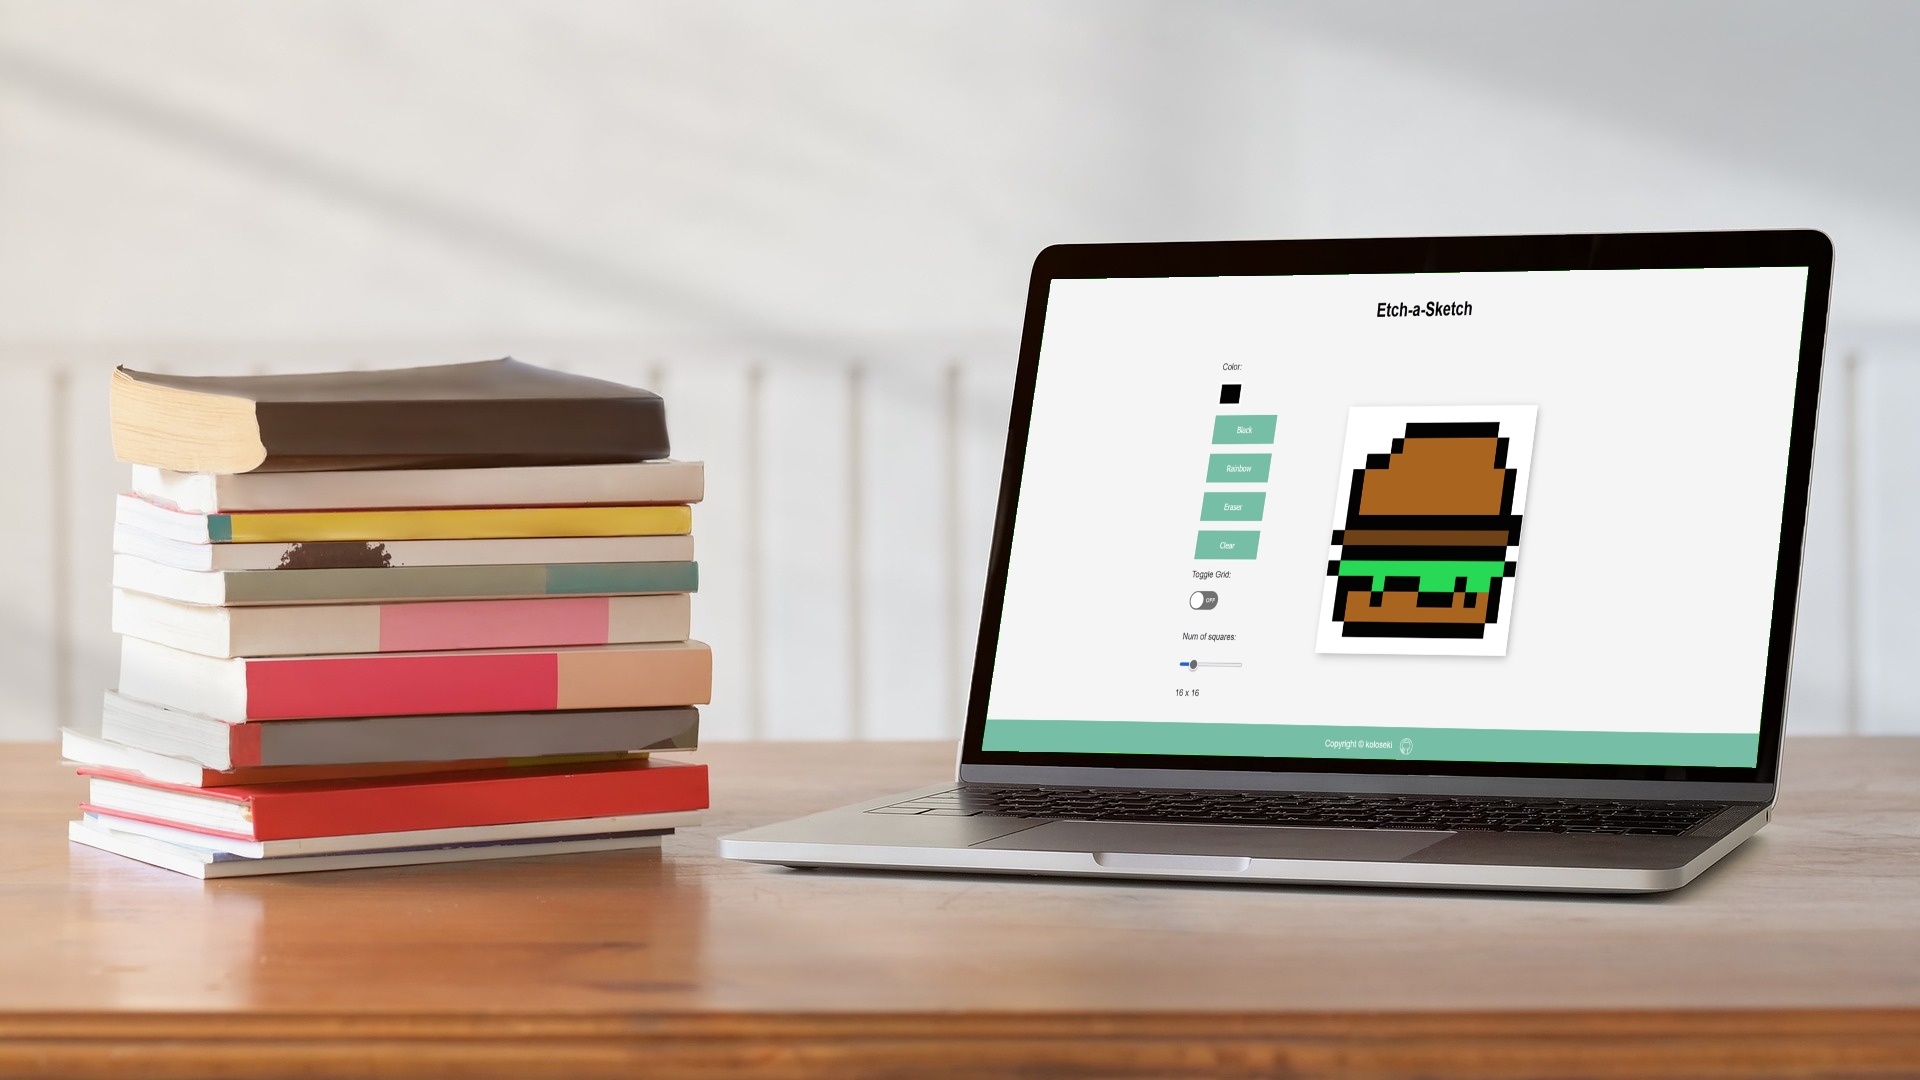 Etch-a-Sketch
Color:
Black
Rainbow
Eraser
Clear
Toggle Grid:
OFF
Num of squares:
16 x 16
Copyright © koloseki